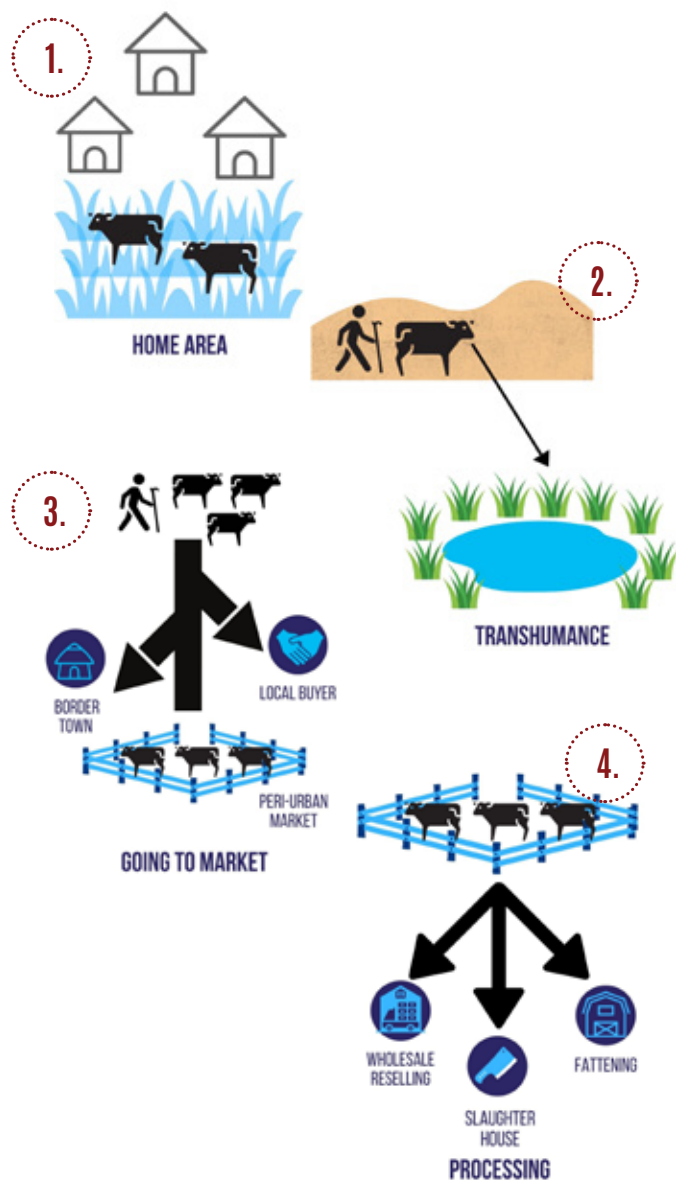 1.
HOME AREA
2.
TRANSHUMANCE
3.
BORDER
TOWN
LOCAL BUYER
PERI-URBAN
MARKET
GOING TO MARKET
4.
WHOLESALE
RESELLING
SLAUGHTER
HOUSE
FATTENING
PROCESSING